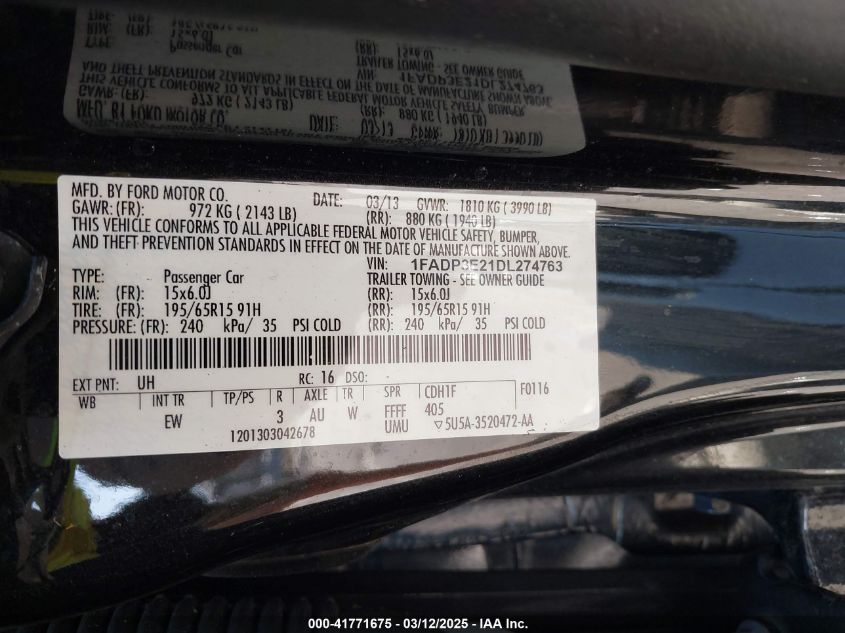 MFD. BY FORD MOTOR CO. DATE: 03/13 GVWR: 1810 KG ( 3990 LB)
GAWR: (FR): 972 KG ( 2143 LB) (RR): 880 KG ( 1940 LB)
THIS VEHICLE CONFORMS TO ALL APPLICABLE FEDERAL MOTOR VEHICLE SAFETY, BUMPER,
AND THEFT PREVENTION STANDARDS IN EFFECT ON THE DATE OF MANUFACTURE SHOWN ABOVE.
VIN: 1FADP3E21DL274763
TYPE: Passenger Car TRAILER TOWING - SEE OWNER GUIDE
RIM: (FR): 15x6.0J (RR): 15x6.0J
TIRE: (FR): 195/65R15 91H (RR): 195/65R15 91H
PRESSURE: (FR): 240 kPa/ 35 PSI COLD (RR): 240 kPa/ 35 PSI COLD
EXT PNT: UH RC: 16 DSO:
WB INT TR TP/PS R AXLE TR SPR CDH1F F0116
EW 3 AU W FFFF 405
UMU ▽5U5A-3520472-AA
1201303042678
000-41771675 - 03/12/2025 - IAA Inc.